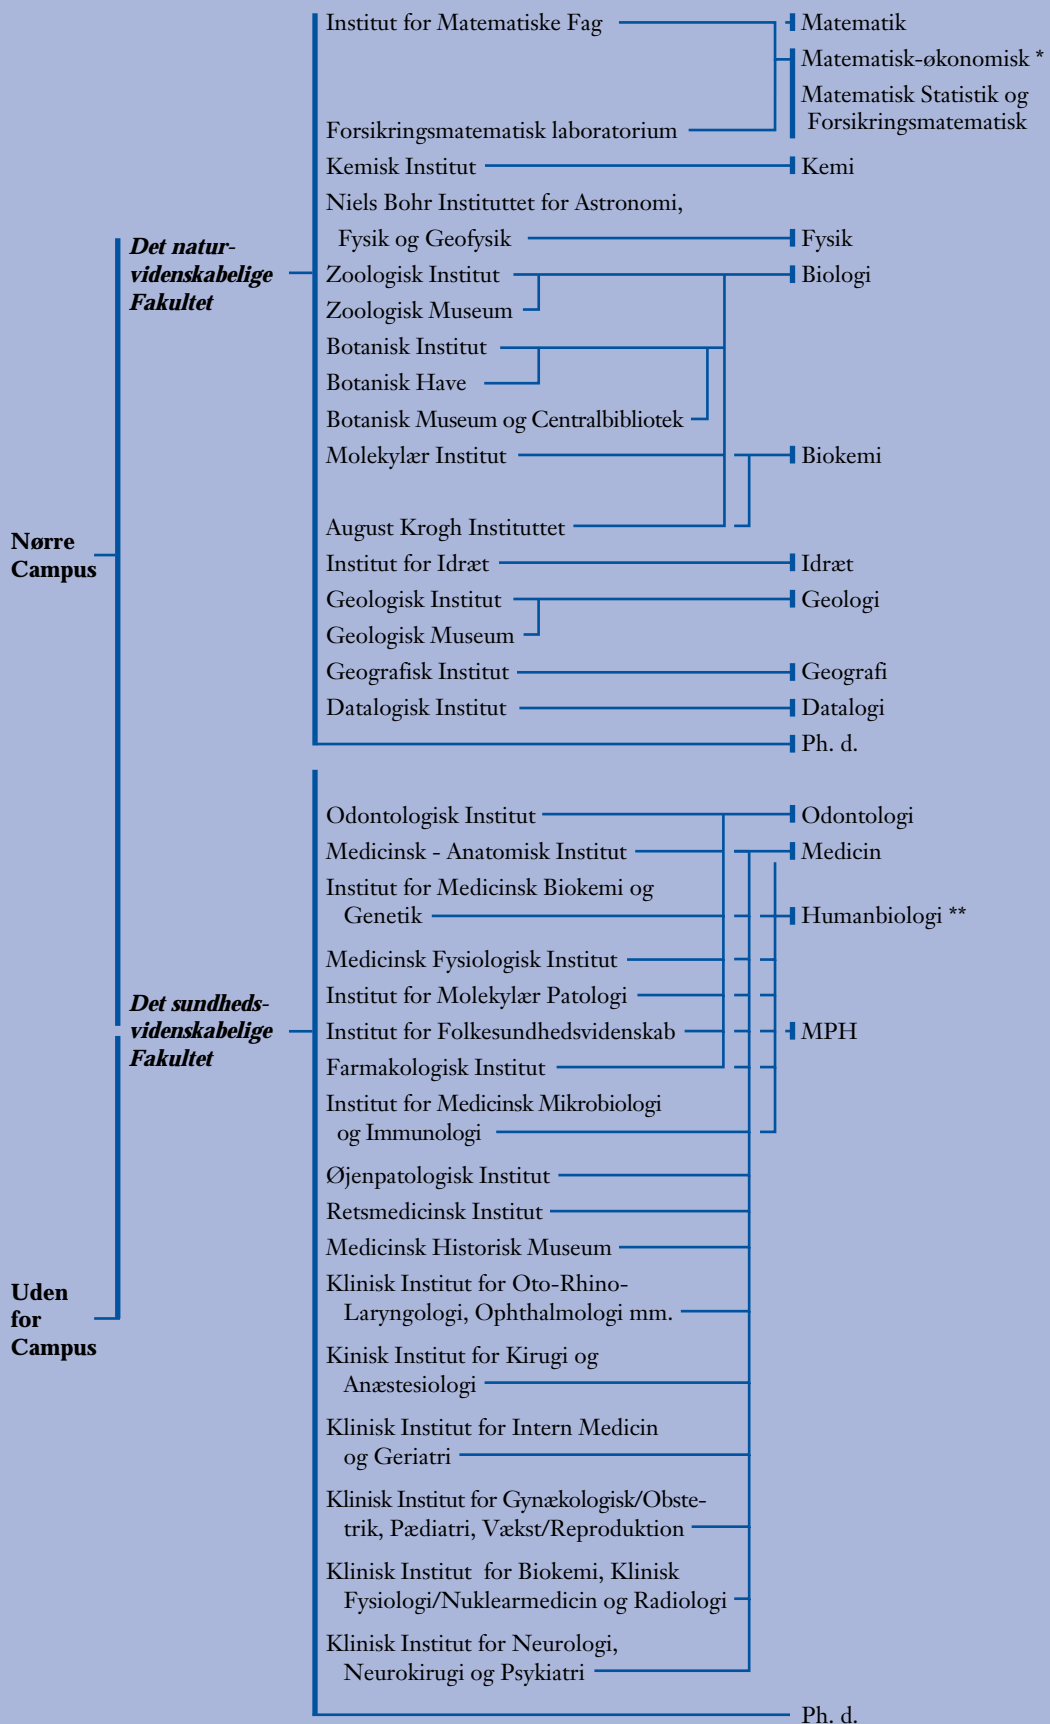 Institut for Matematiske Fag
Matematik
Matematisk-økonomisk *
Matematisk Statistik og
Forsikringsmatematisk
Forsikringsmatematisk laboratorium
Kemisk Institut
Kemi
Niels Bohr Instituttet for Astronomi,
Fysik og Geofysik
Fysik
Det natur-
videnskabelige
Fakultet
Zoologisk Institut
Biologi
Zoologisk Museum
Botanisk Institut
Botanisk Have
Botanisk Museum og Centralbibliotek
Molekylær Institut
Biokemi
August Krogh Instituttet
Nørre
Campus
Institut for Idræt
Idræt
Geologisk Institut
Geologi
Geologisk Museum
Geografisk Institut
Geografi
Datalogisk Institut
Datalogi
Ph. d.
Odontologisk Institut
Odontologi
Medicinsk - Anatomisk Institut
Medicin
Institut for Medicinsk Biokemi og
Genetik
Humanbiologi **
Medicinsk Fysiologisk Institut
Det sundheds-
videnskabelige
Fakultet
Institut for Molekylær Patologi
Institut for Folkesundhedsvidenskab
MPH
Farmakologisk Institut
Institut for Medicinsk Mikrobiologi
og Immunologi
Øjenpatologisk Institut
Retsmedicinsk Institut
Medicinsk Historisk Museum
Uden
for
Campus
Klinisk Institut for Oto-Rhino-
Laryngologi, Ophthalmologi mm.
Kinisk Institut for Kirugi og
Anæstesiologi
Klinisk Institut for Intern Medicin
og Geriatri
Klinisk Institut for Gynækologisk/Obste-
trik, Pædiatri, Vækst/Reproduktion
Klinisk Institut  for Biokemi, Klinisk
Fysiologi/Nuklearmedicin og Radiologi
Klinisk Institut for Neurologi,
Neurokirugi og Psykiatri
Ph. d.